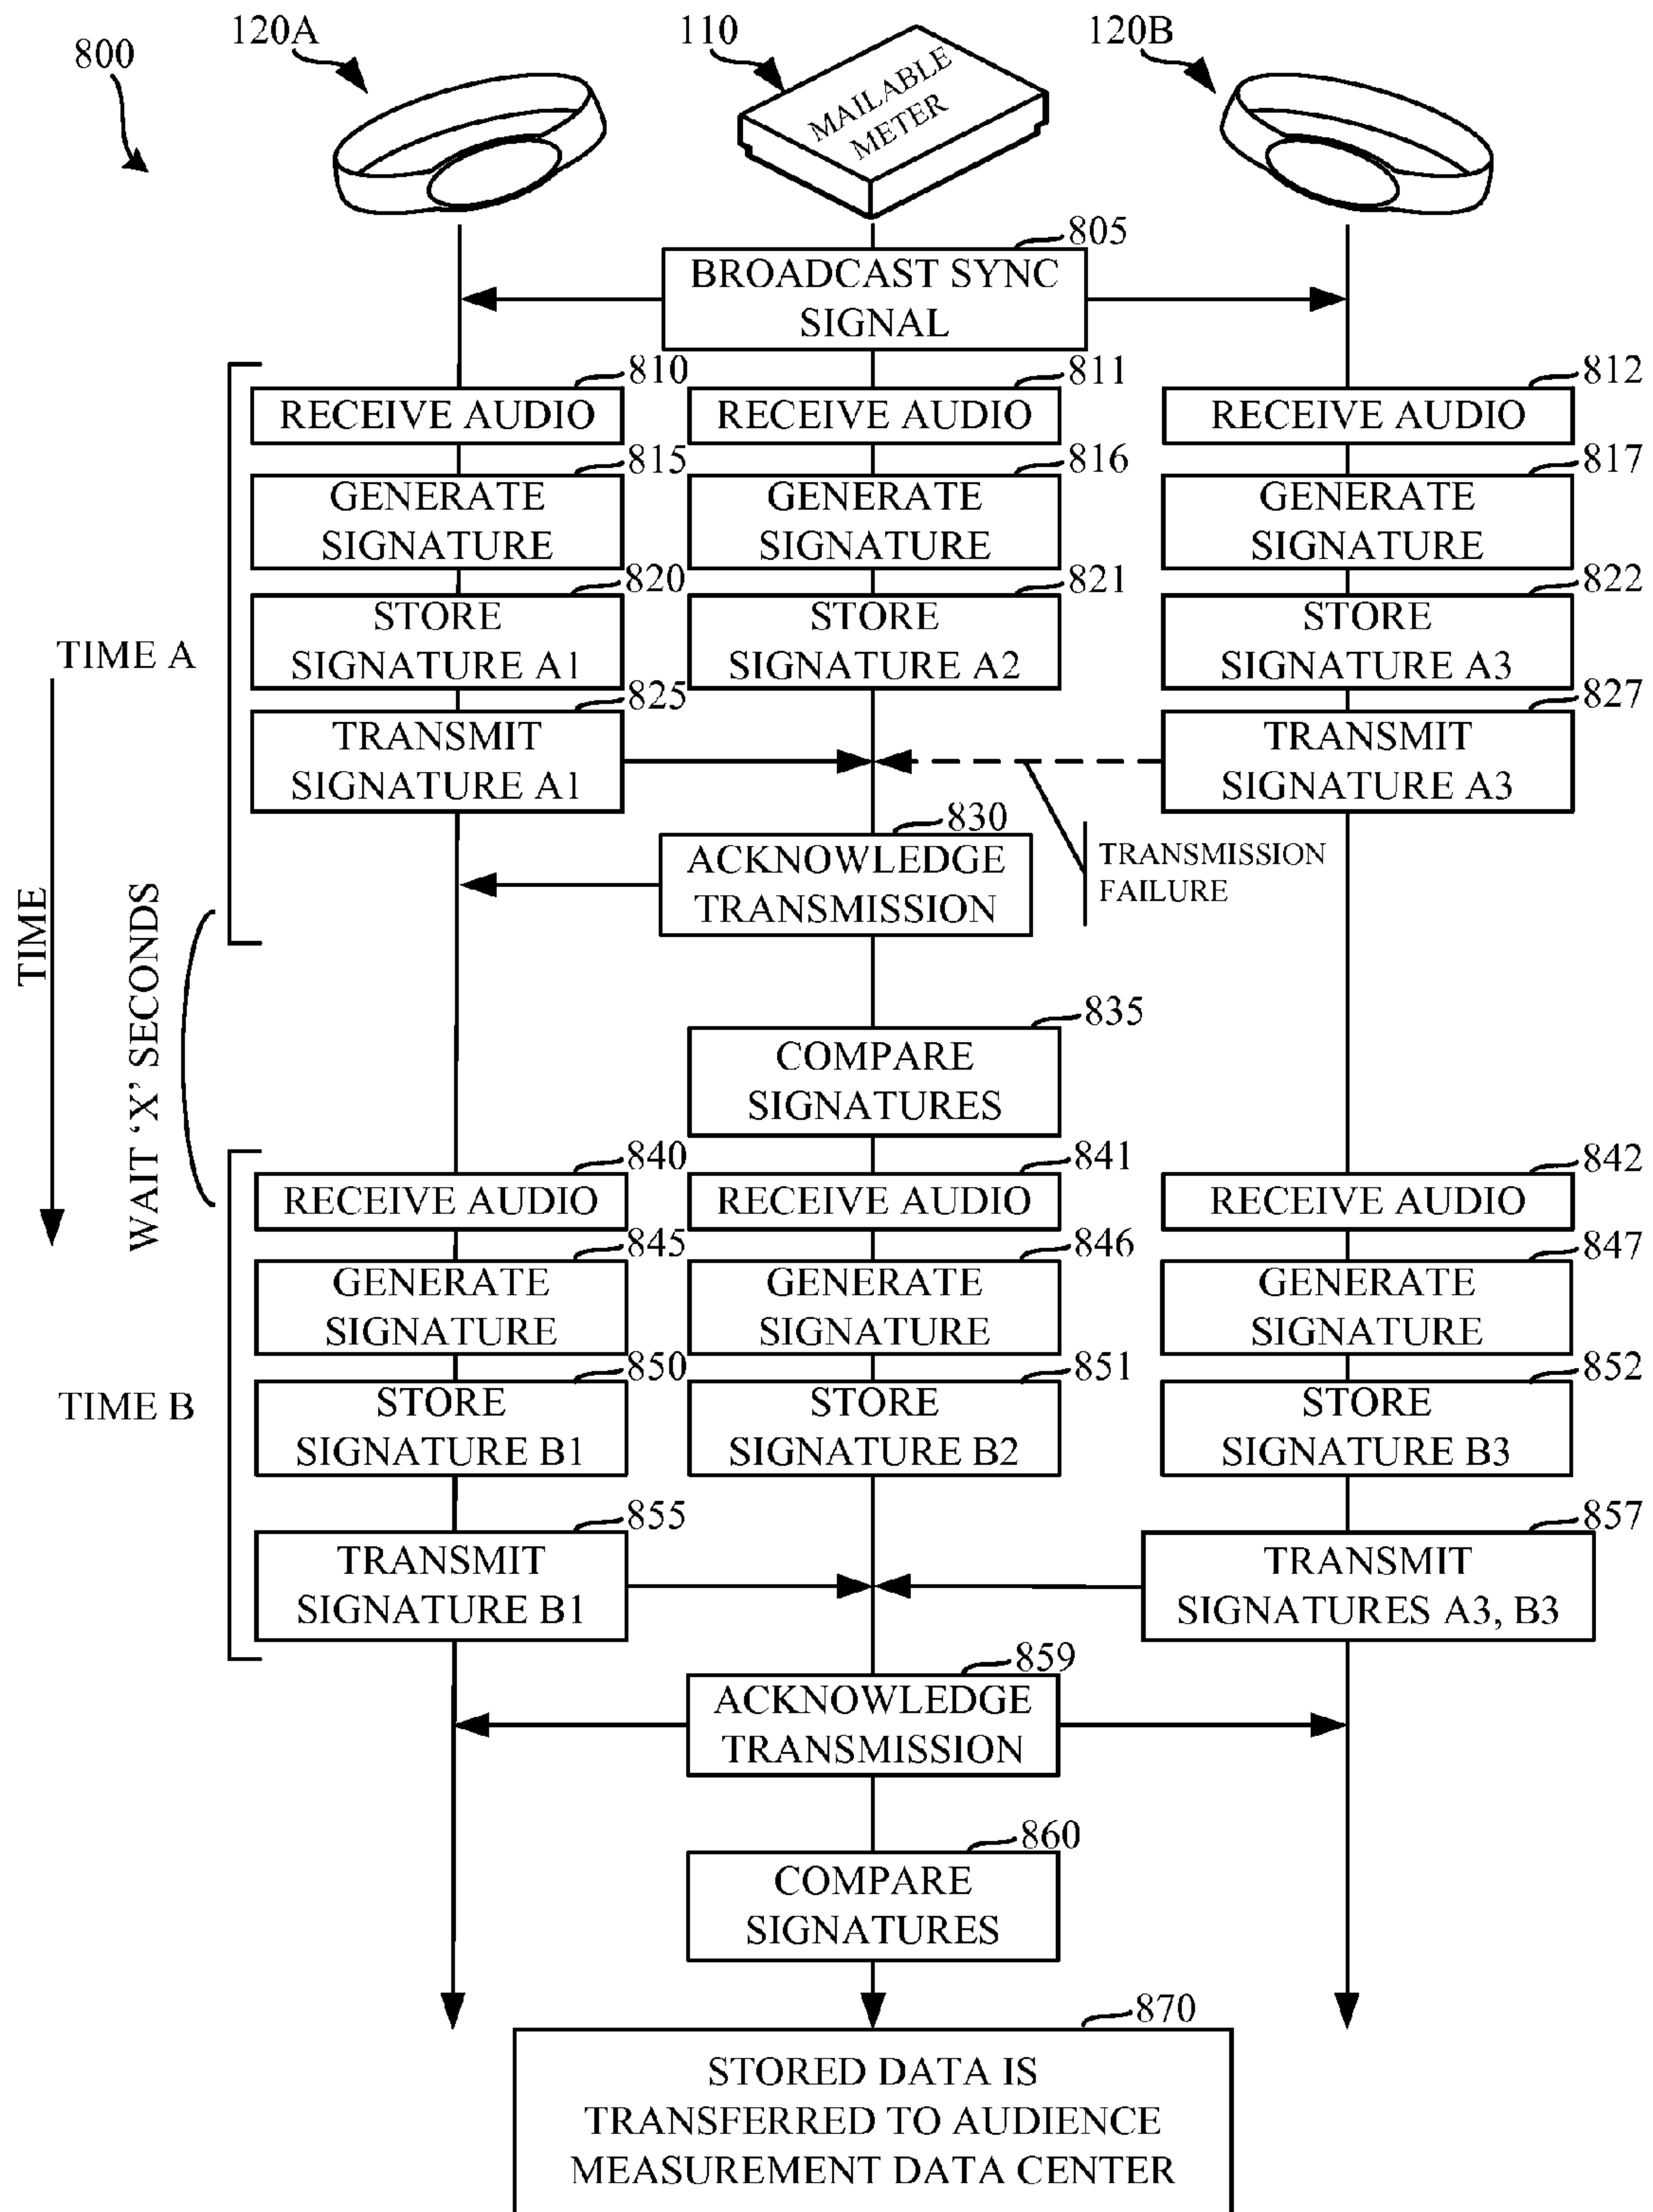 800
120A
110
120B
MAILABLE
METER
805
BROADCAST SYNC
SIGNAL
810
811
812
RECEIVE AUDIO
RECEIVE AUDIO
RECEIVE AUDIO
815
816
817
GENERATE
SIGNATURE
GENERATE
SIGNATURE
GENERATE
SIGNATURE
820
821
822
STORE
SIGNATURE A1
STORE
SIGNATURE A2
STORE
SIGNATURE A3
TIME A
825
827
TRANSMIT
SIGNATURE A1
TRANSMIT
SIGNATURE A3
830
ACKNOWLEDGE
TRANSMISSION
TRANSMISSION
FAILURE
TIME
WAIT ‘X’ SECONDS
835
COMPARE
SIGNATURES
840
841
842
RECEIVE AUDIO
RECEIVE AUDIO
RECEIVE AUDIO
845
846
847
GENERATE
SIGNATURE
GENERATE
SIGNATURE
GENERATE
SIGNATURE
850
851
852
TIME B
STORE
SIGNATURE B1
STORE
SIGNATURE B2
STORE
SIGNATURE B3
855
857
TRANSMIT
SIGNATURE B1
TRANSMIT
SIGNATURES A3, B3
859
ACKNOWLEDGE
TRANSMISSION
860
COMPARE
SIGNATURES
870
STORED DATA IS
TRANSFERRED TO AUDIENCE
MEASUREMENT DATA CENTER